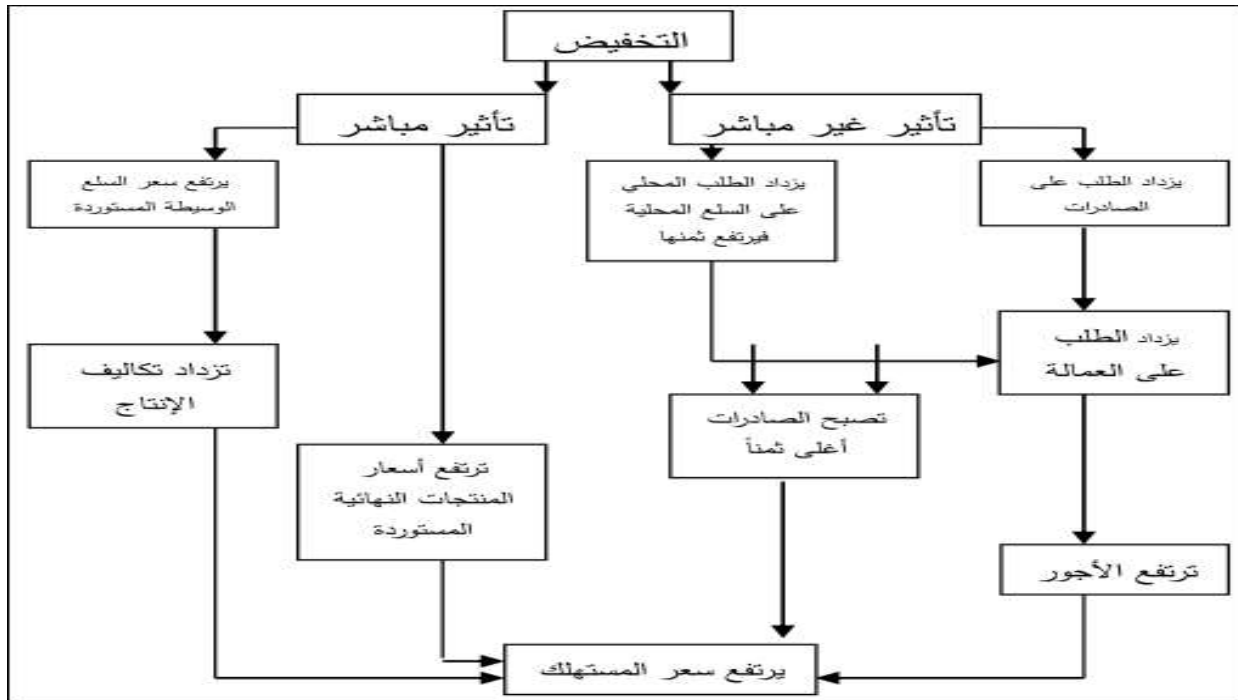 التخفيض
تأثير غير مباشر
تأثير مباشر
يزداد الطلب على
الصادرات
يزداد الطلب المحلي
على السلع المحلية
فيرتفع ثمنها
يرتفع سعر السلع
الوسيطة المستوردة
يزداد الطلب
على العمالة
تصبح الصادرات
أغلى ثمناً
تزداد تكاليف
الإنتاج
ترتفع أسعار
المنتجات النهائية
المستوردة
ترتفع الأجور
يرتفع سعر المستهلك